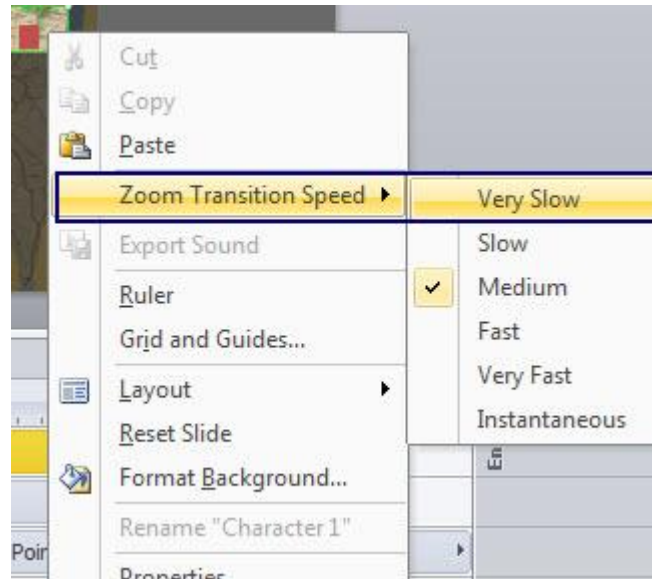 Cut
Copy
Paste
Zoom Transition Speed
Very Slow
Export Sound
Slow
Ruler
Medium
Grid and Guides...
Fast
Layout
Very Fast
Reset Slide
Instantaneous
Format Background...
Rename "Character 1"
Poin
Properties